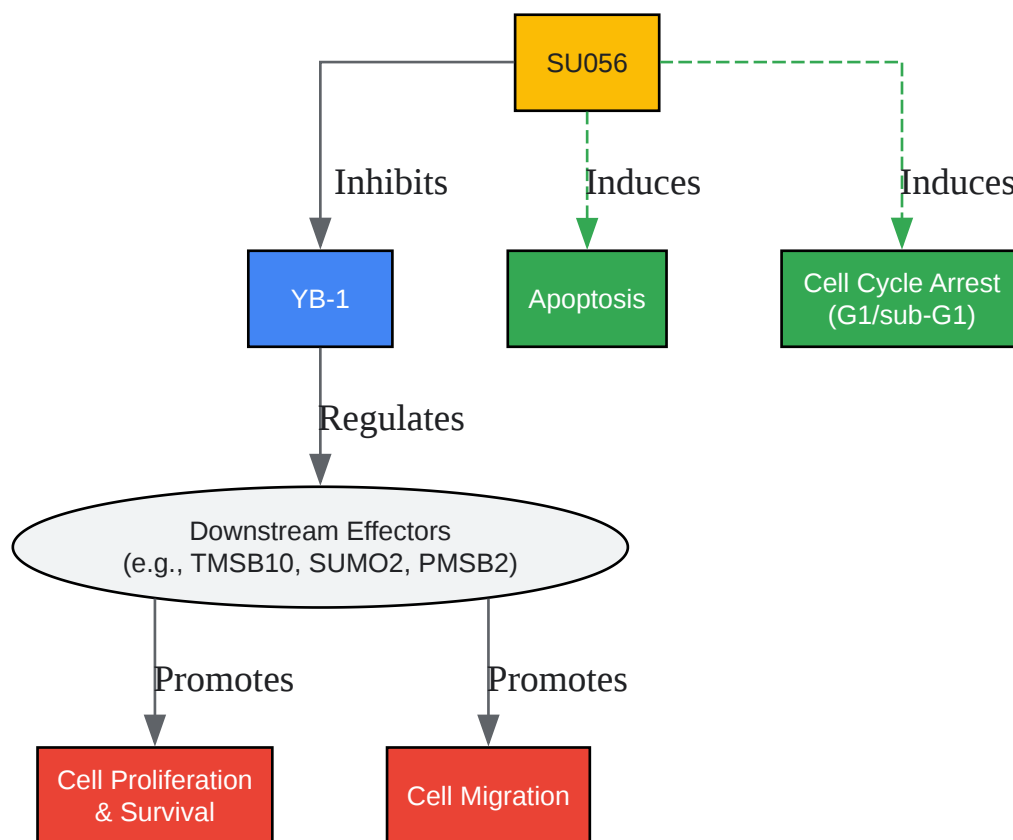 SU056
Inhibits
Induces
Induces
YB-1
Apoptosis
Cell Cycle Arrest
(G1/sub-G1)
Regulates
Downstream Effectors
(e.g., TMSB10, SUMO2, PMSB2)
Promotes
Promotes
Cell Proliferation
& Survival
Cell Migration